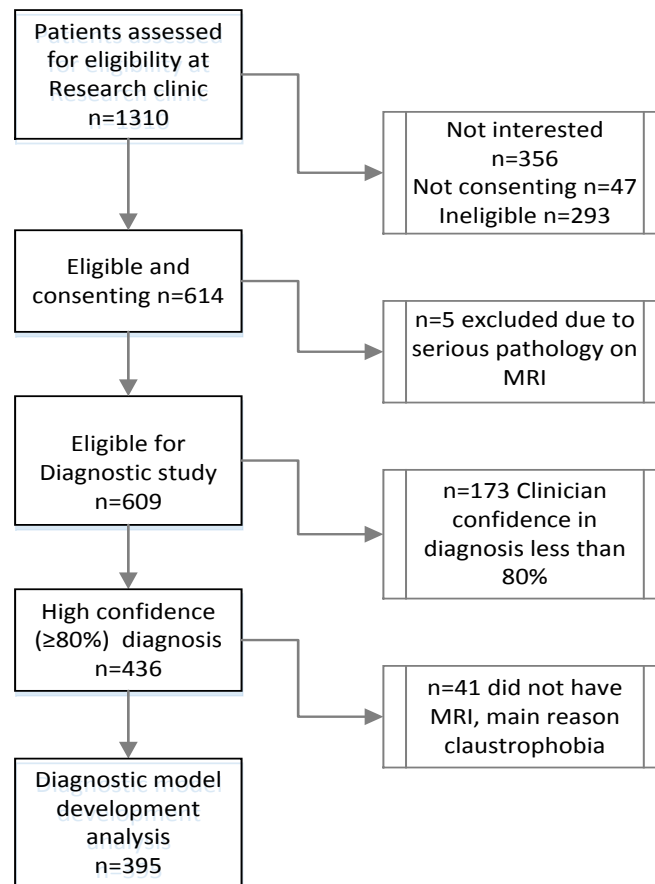 Patients assessed
for eligibility at
Research clinic
n=1310
Not interested
n=356
Not consenting n=47
Ineligible n=293
Eligible and
consenting n=614
n=5 excluded due to
serious pathology on
MRI
Eligible for
Diagnostic study
n=609
n=173 Clinician
confidence in
diagnosis less than
80%
High confidence
(≥80%) diagnosis
n=436
n=41 did not have
MRI, main reason
claustrophobia
Diagnostic model
development
analysis
n=395